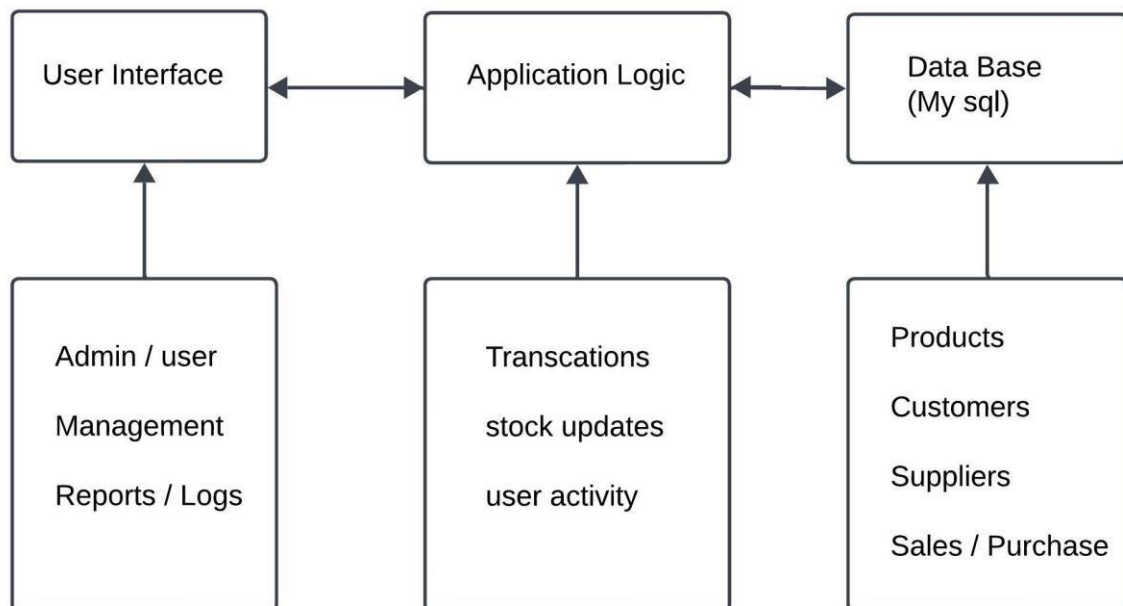 User Interface
Application Logic
Data Base
(My sql)
Admin / user
Management
Reports / Logs
Transcations
stock updates
user activity
Products
Customers
Suppliers
Sales / Purchase